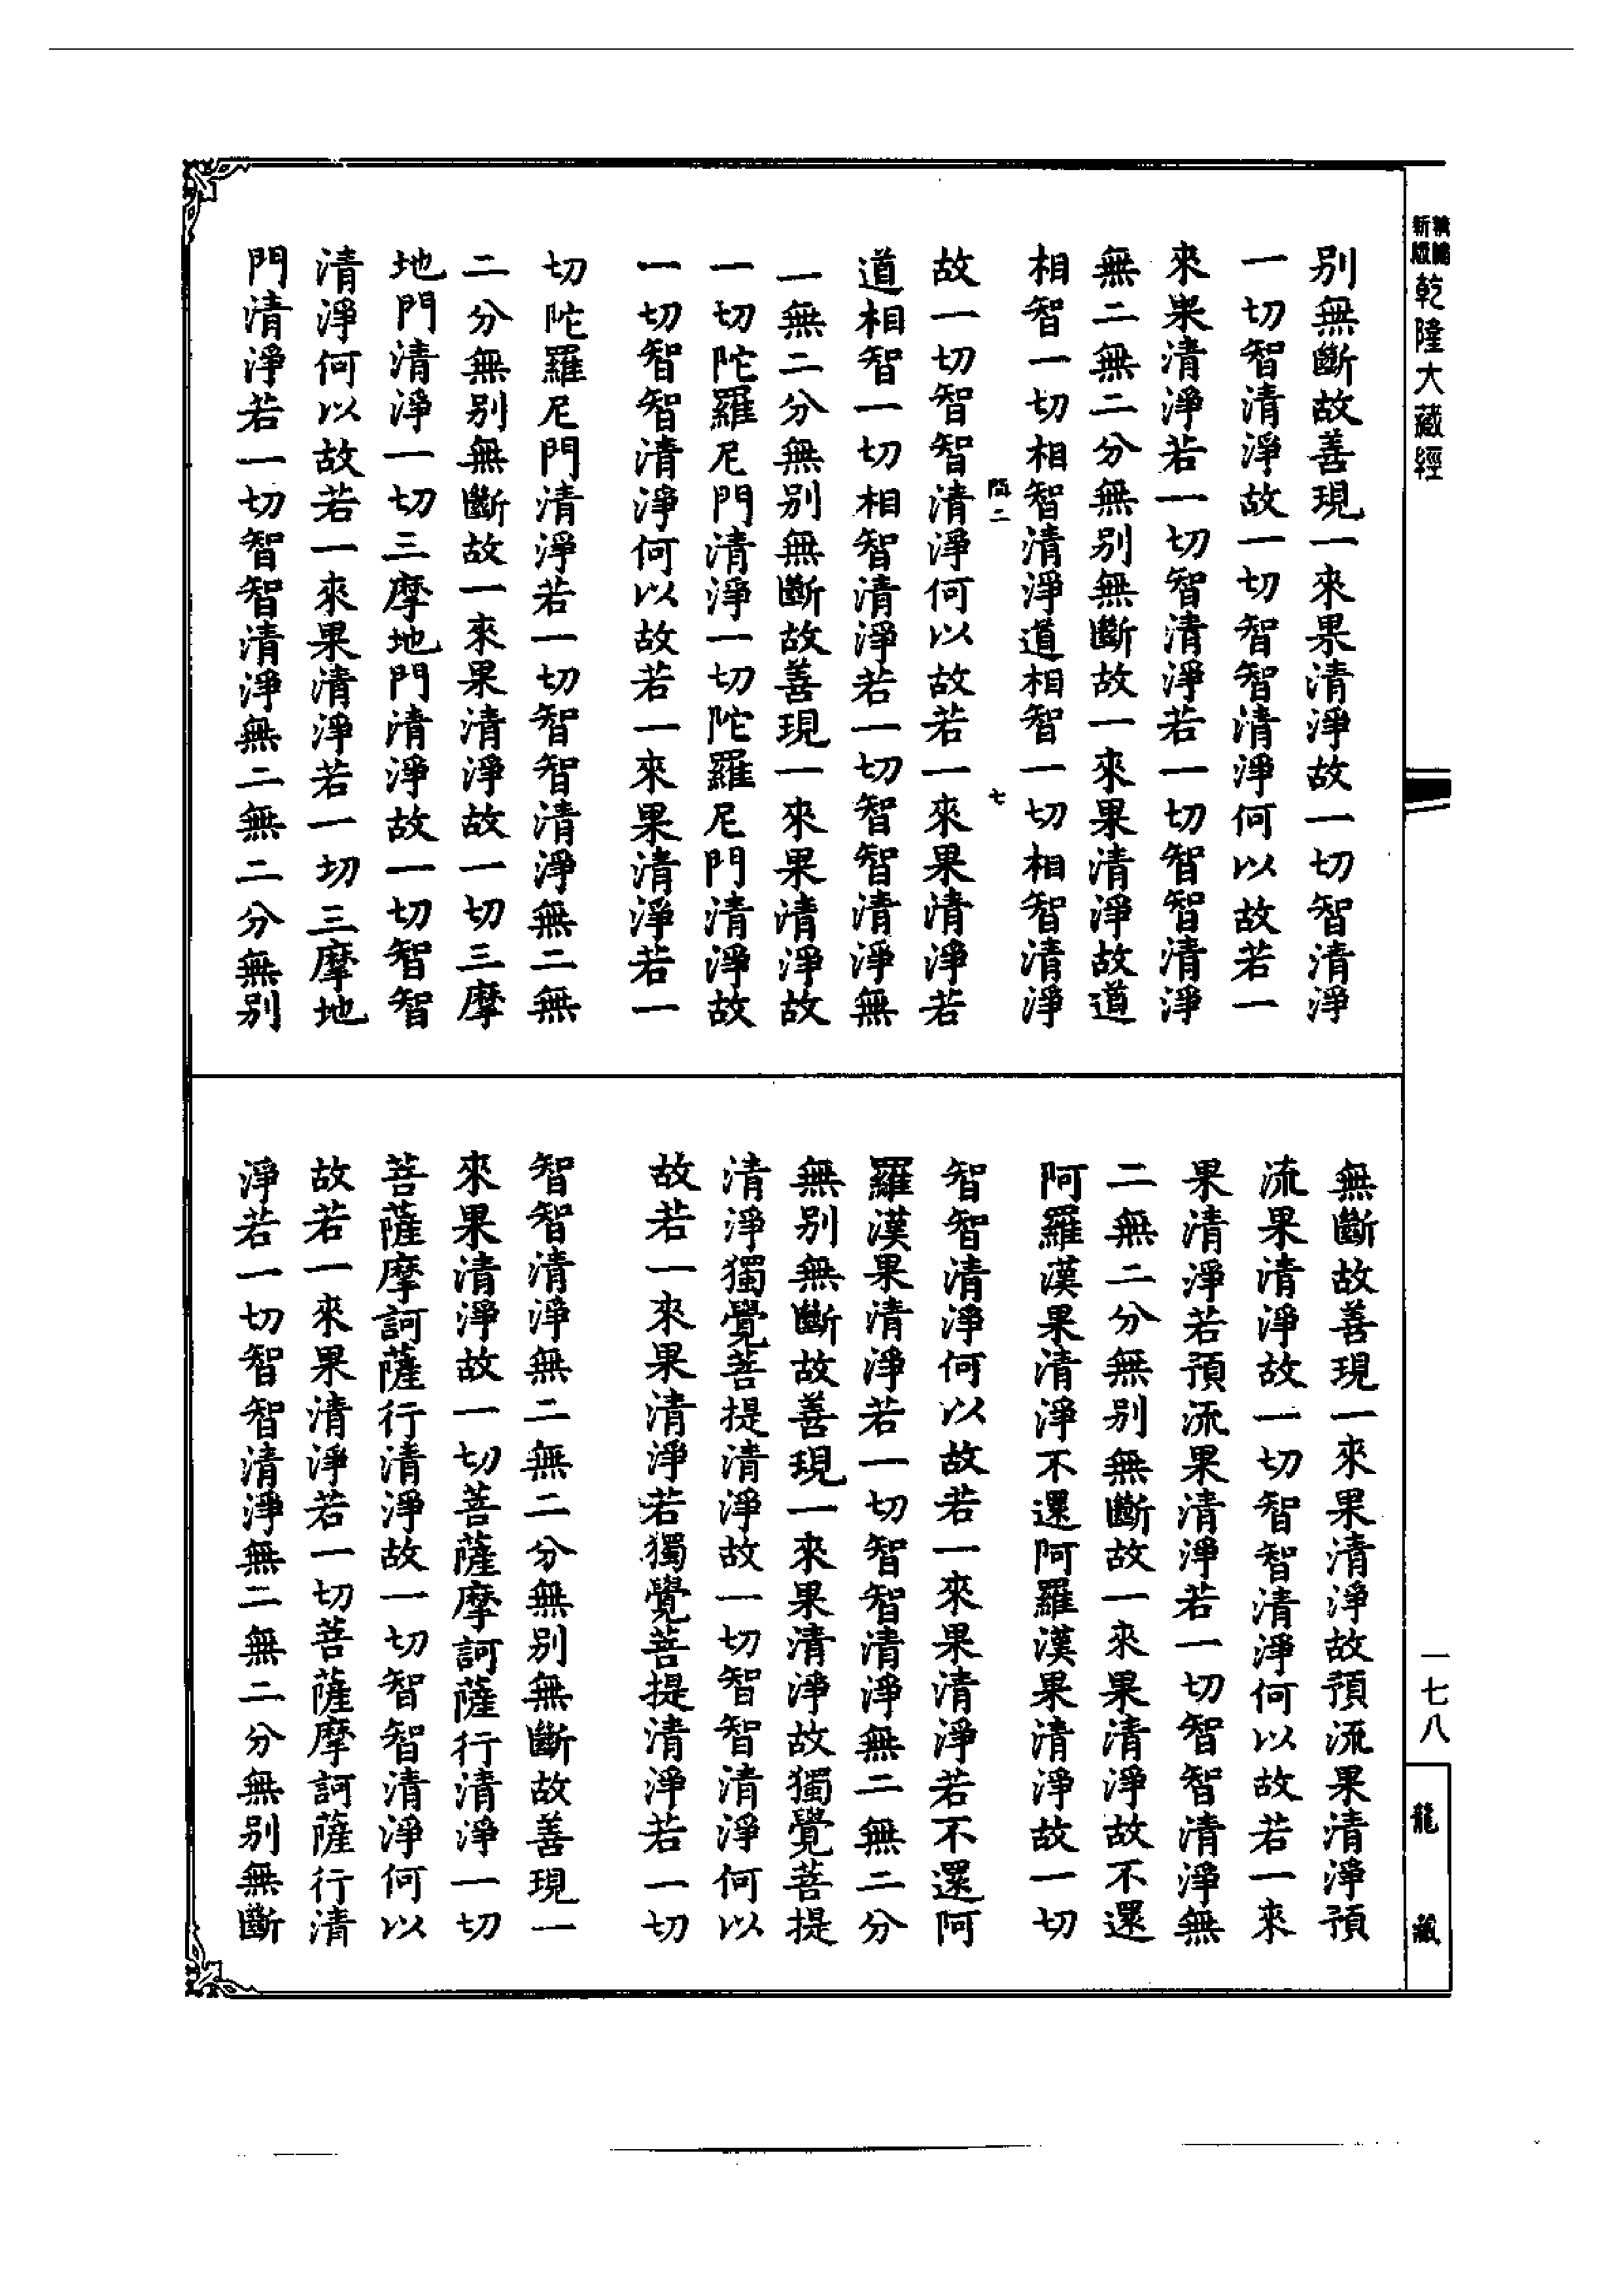 新編縮版乾隆大藏經
別無斷故善現一來果清淨故一切智清淨
一切智清淨故一切智智清淨何以故若一
來果清淨若一切智清淨若一切智智清淨
無二無二分無別無斷故一來果清淨故道
相智一切相智清淨道相智一切相智清淨
二 七
故一切智智清淨何以故若一來果清淨若
道相智一切相智清淨若一切智智清淨無
一無二分無別無斷故善現一來果清淨故
一切陀羅尼門清淨一切陀羅尼門清淨故
一切智智清淨何以故若一來果清淨若一
切陀羅尼門清淨若一切智智清淨無二無
二分無別無斷故一來果清淨故一切三摩
地門清淨一切三摩地門清淨故一切智智
清淨何以故若一來果清淨若一切三摩地
門清淨若一切智智清淨無二無二分無別
一七八
龍藏
無斷故善現一來果清淨故預流果清淨預
流果清淨故一切智智清淨何以故若一來
果清淨若預流果清淨若一切智智清淨無
二無二分無別無斷故一來果清淨故不還
阿羅漢果清淨不還阿羅漢果清淨故一切
智智清淨何以故若一來果清淨若不還阿
羅漢果清淨若一切智智清淨無二無二分
無別無斷故善現一來果清淨故獨覺菩提
清淨獨覺菩提清淨故一切智智清淨何以
故若一來果清淨若獨覺菩提清淨若一切
智智清淨無二無二分無別無斷故善現一
來果清淨故一切菩薩摩訶薩行清淨一切
菩薩摩訶薩行清淨故一切智智清淨何以
故若一來果清淨若一切菩薩摩訶薩行清
淨若一切智智清淨無二無二分無別無斷